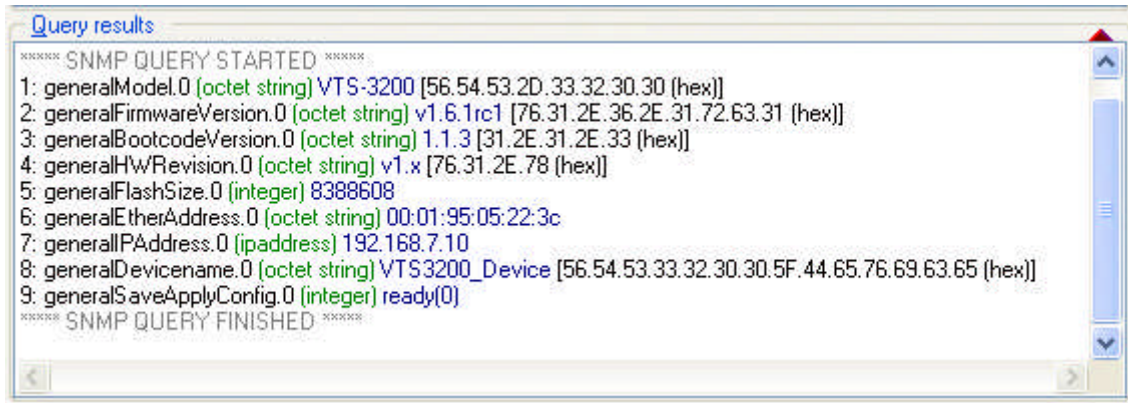 Query results
***** SNMP QUERY STARTED *****
1: generalModel.0 (octet string) VTS-3200 [56.54.53.2D.33.32.30.30 (hex)]
2: generalFirmwareVersion.0 (octet string) v1.6.1rc1 [76.31.2E.36.2E.31.72.63.31 (hex)]
3: generalBootcodeVersion.0 (octet string) 1.1.3 [31.2E.31.2E.33 (hex)]
4: generalHWRevision.0 (octet string) v1.x [76.31.2E.78 (hex)]
5: generalFlashSize.0 (integer) 8388608
6: generalEtherAddress.0 (octet string) 00:01:95:05:22:3c
7: generalIPAddress.0 (ipaddress) 192.168.7.10
8: generalDevicename.0 (octet string) VTS3200_Device [56.54.53.33.32.30.30.5F.44.65.76.69.63.65 (hex)]
9: generalSaveApplyConfig.0 (integer) ready(0)
***** SNMP QUERY FINISHED *****